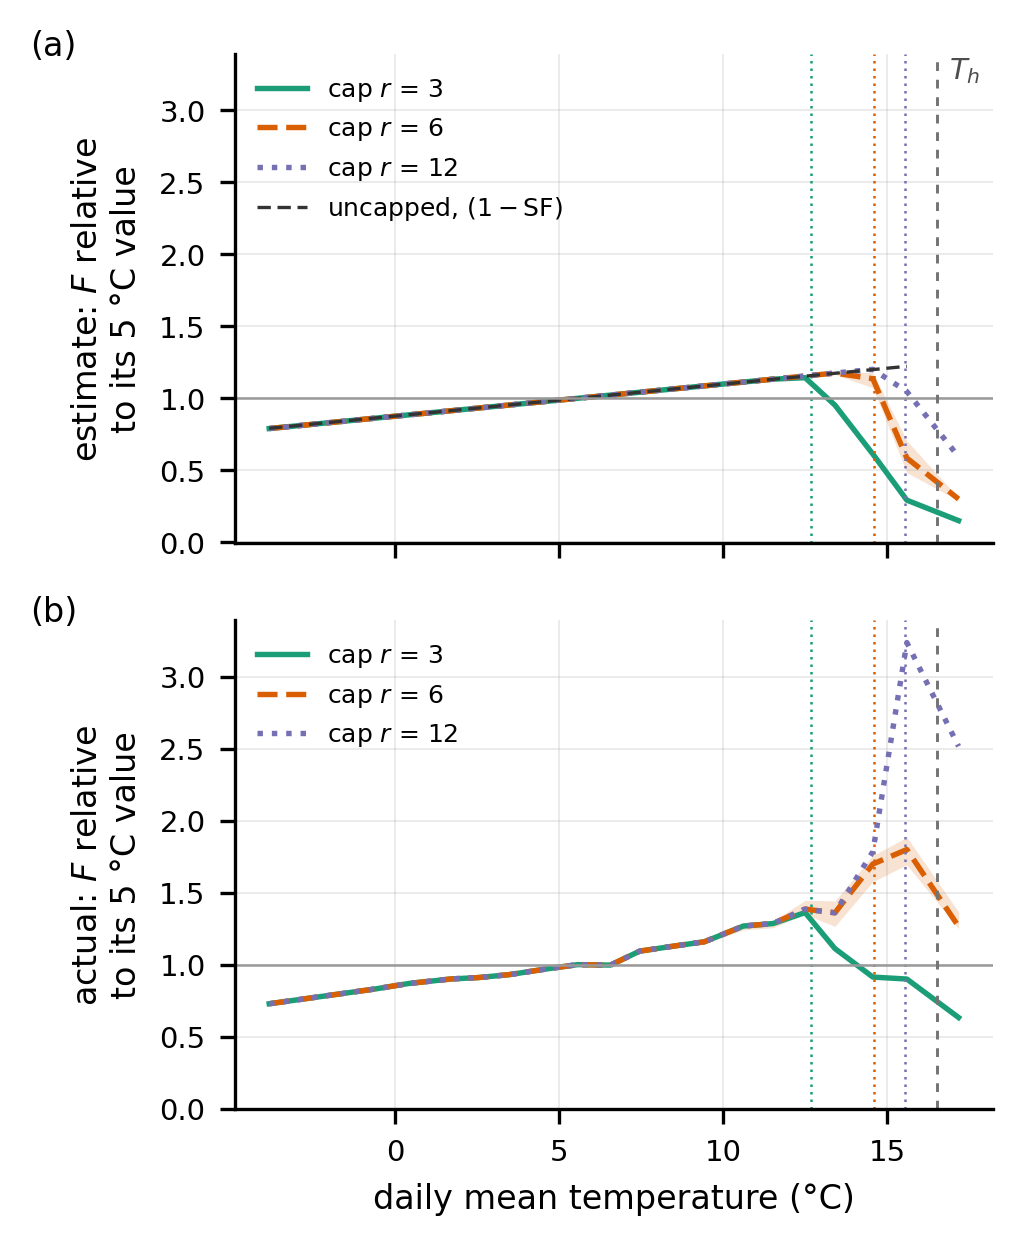 (a)
estimate: F relative
to its 5 °C value
3.0
2.5
2.0
1.5
1.0
0.5
0.0
cap r = 3
cap r = 6
cap r = 12
uncapped, (1 − SF)
Th
(b)
actual: F relative
to its 5 °C value
3.0
2.5
2.0
1.5
1.0
0.5
0.0
cap r = 3
cap r = 6
cap r = 12
0 5 10 15
daily mean temperature (°C)